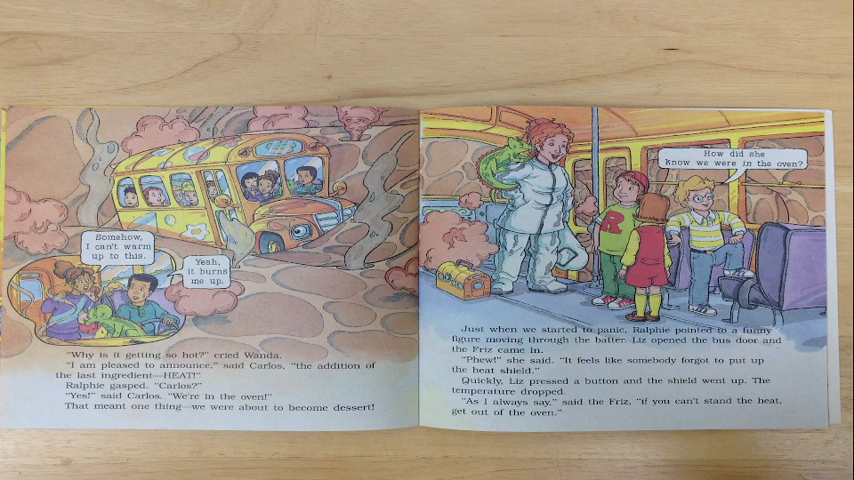 Somehow,
I can't warm
up to this.
Yeah,
it burns
me up.
"Why is it getting so hot?" cried Wanda.
"I am pleased to announce," said Carlos, "the addition of
the last ingredient—HEAT!"
Ralphie gasped. "Carlos?"
"Yes!" said Carlos. "We're in the oven!"
That meant one thing—we were about to become dessert!
How did she
know we were in the oven?
R
Just when we started to panic, Ralphie pointed to a funny
figure moving through the batter. Liz opened the bus door and
the Friz came in.
"Phew!" she said. "It feels like somebody forgot to put up
the heat shield."
Quickly, Liz pressed a button and the shield went up. The
temperature dropped.
"As I always say," said the Friz, "if you can't stand the heat,
get out of the oven."